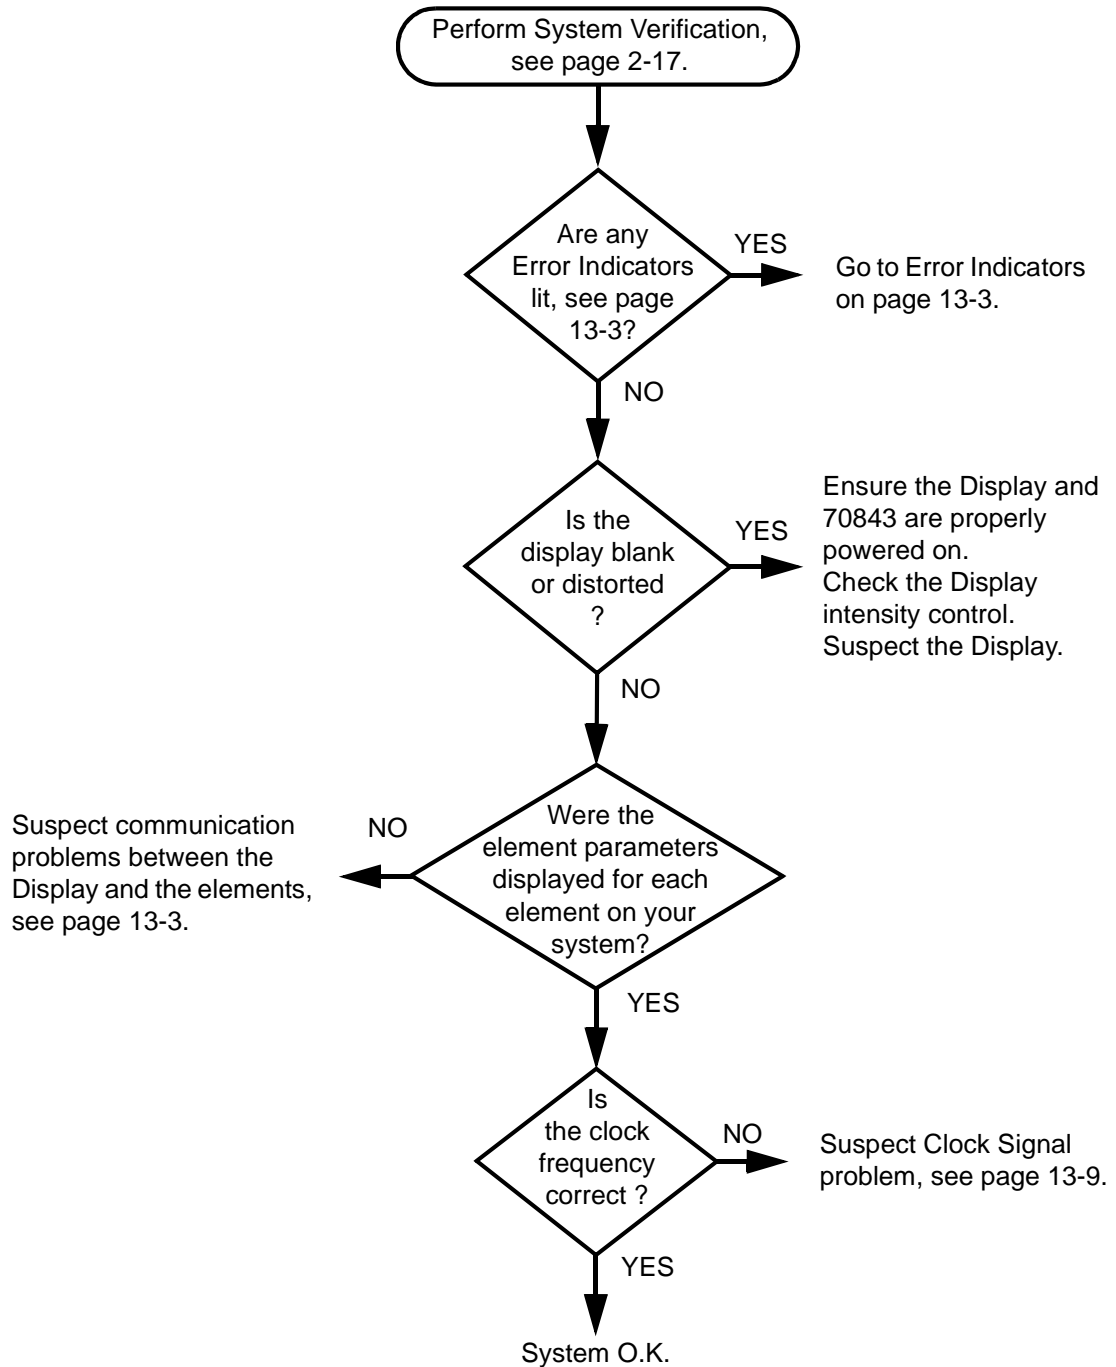 Perform System Verification,
see page 2-17.
Are any
Error Indicators
lit, see page
13-3?
YES
Go to Error Indicators
on page 13-3.
NO
Is the
display blank
or distorted
?
YES
Ensure the Display and
70843 are properly
powered on.
Check the Display
intensity control.
Suspect the Display.
NO
Were the
element parameters
displayed for each
element on your
system?
NO
Suspect communication
problems between the
Display and the elements,
see page 13-3.
YES
Is
the clock
frequency
correct ?
NO
Suspect Clock Signal
problem, see page 13-9.
YES
System O.K.